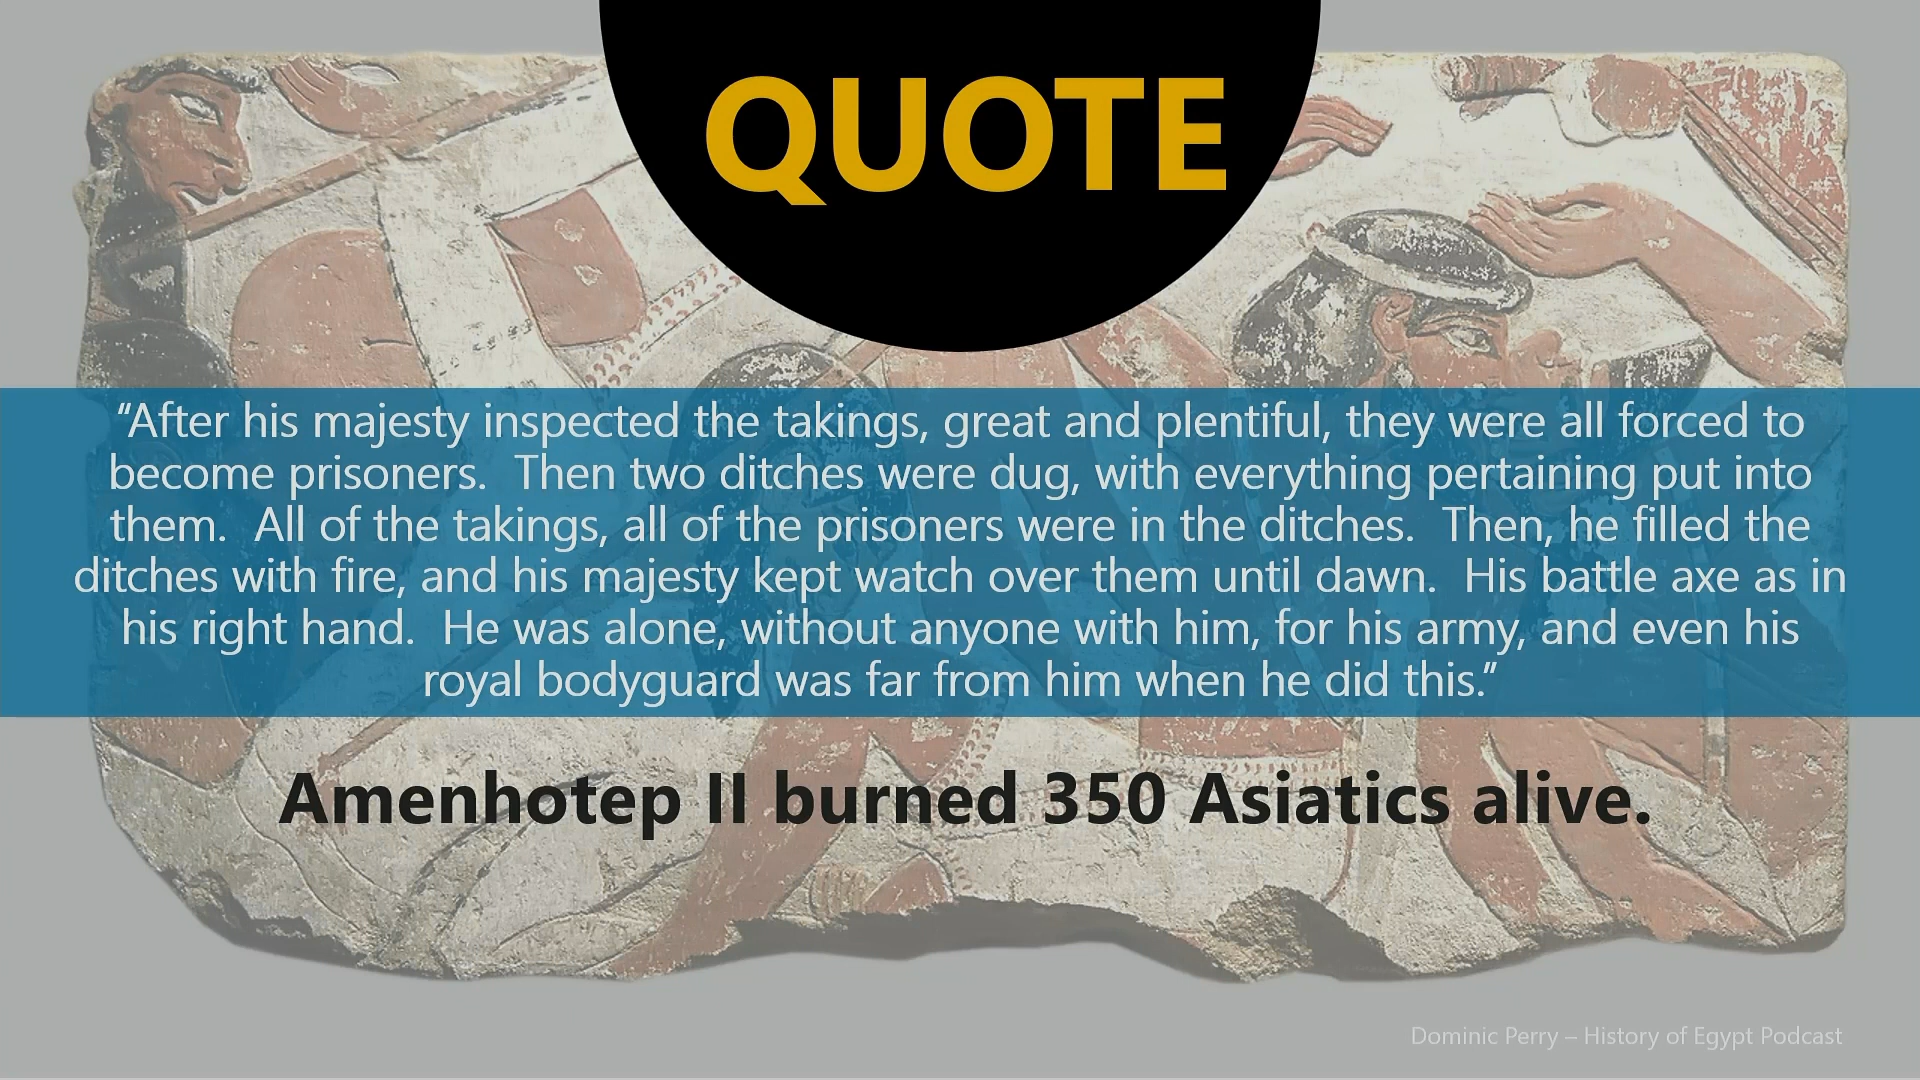 QUOTE
“After his majesty inspected the takings, great and plentiful, they were all forced to
become prisoners.  Then two ditches were dug, with everything pertaining put into
them.  All of the takings, all of the prisoners were in the ditches.  Then, he filled the
ditches with fire, and his majesty kept watch over them until dawn.  His battle axe as in
his right hand.  He was alone, without anyone with him, for his army, and even his
royal bodyguard was far from him when he did this.”
Amenhotep II burned 350 Asiatics alive.
Dominic Perry – History of Egypt Podcast